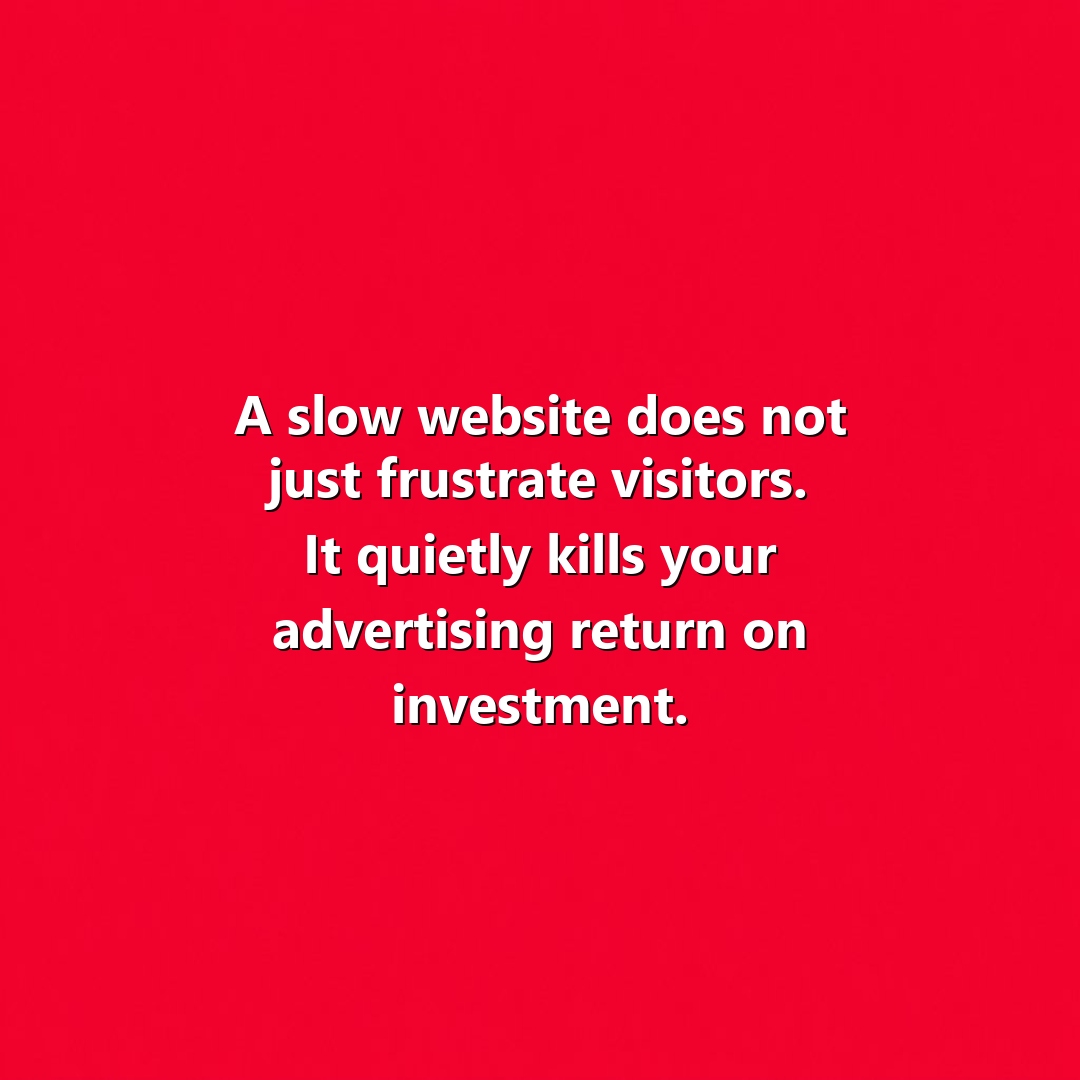 A slow website does not
just frustrate visitors.
It quietly kills your
advertising return on
investment.